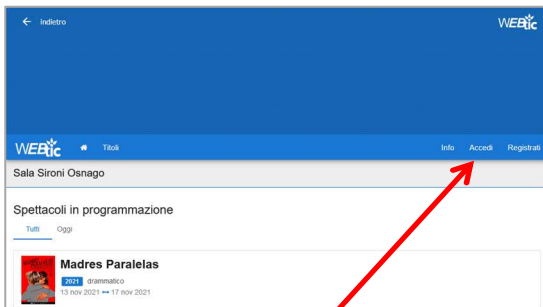 ← indietro
WEBtic
WEBtic Titoli Info Accedi Registrati
Sala Sironi Osnago
Spettacoli in programmazione
Tutti Oggi
Madres Paralelas
2021 drammatico
13 nov 2021 ↔ 17 nov 2021